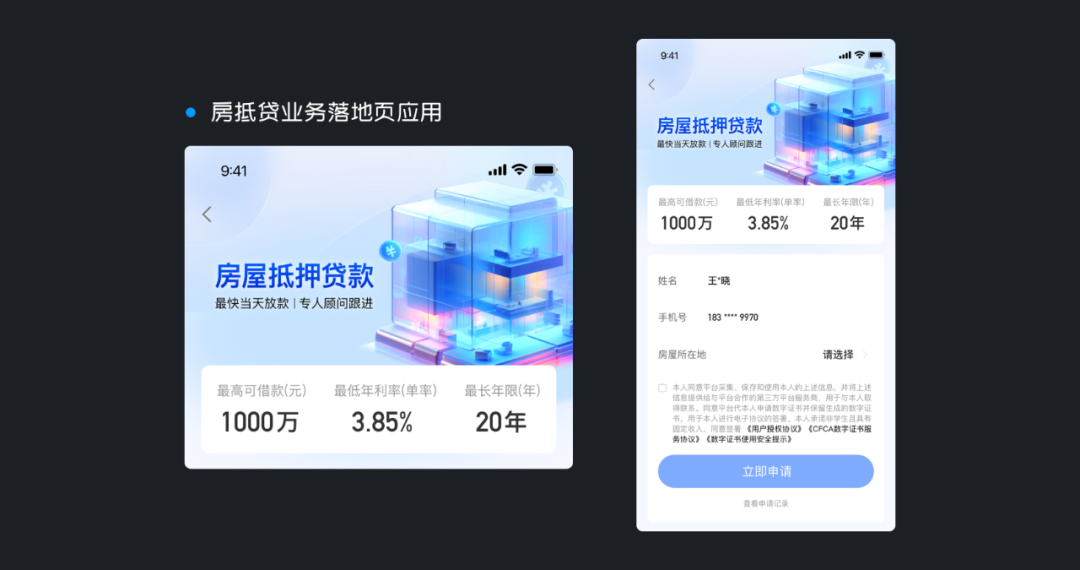 房抵贷业务落地页应用
9:41
房屋抵押贷款
最快当天放款 | 专人顾问跟进
最高可借款(元) 最低年利率(单率) 最长年限(年)
1000万 3.85% 20年
9:41
房屋抵押贷款
最快当天放款 | 专人顾问跟进
最高可借款(元) 最低年利率(单率) 最长年限(年)
1000万 3.85% 20年
姓名 王*晓
手机号 183 **** 9970
房屋所在地 请选择
本人同意平台采集、保存和使用本人的上述信息，并将上述
信息提供给与平台合作的第三方平台服务商，用于与本人取
得联系。同意平台代本人申请数字证书并保留生成的数字证
书，用于本人进行电子协议的签署。本人承诺非学生且具有
固定收入，同意签署《用户授权协议》《CFCA数字证书服
务协议》《数字证书使用安全提示》
立即申请
查看申请记录